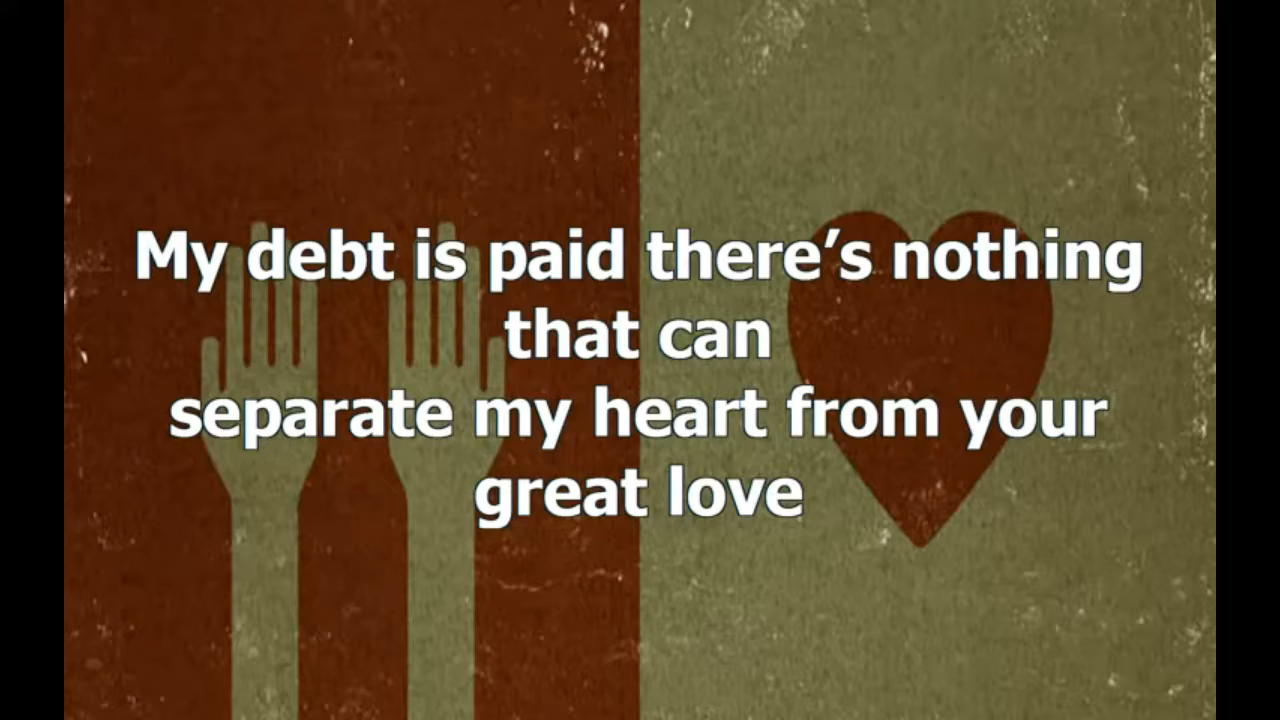 My debt is paid there’s nothing
that can
separate my heart from your
great love